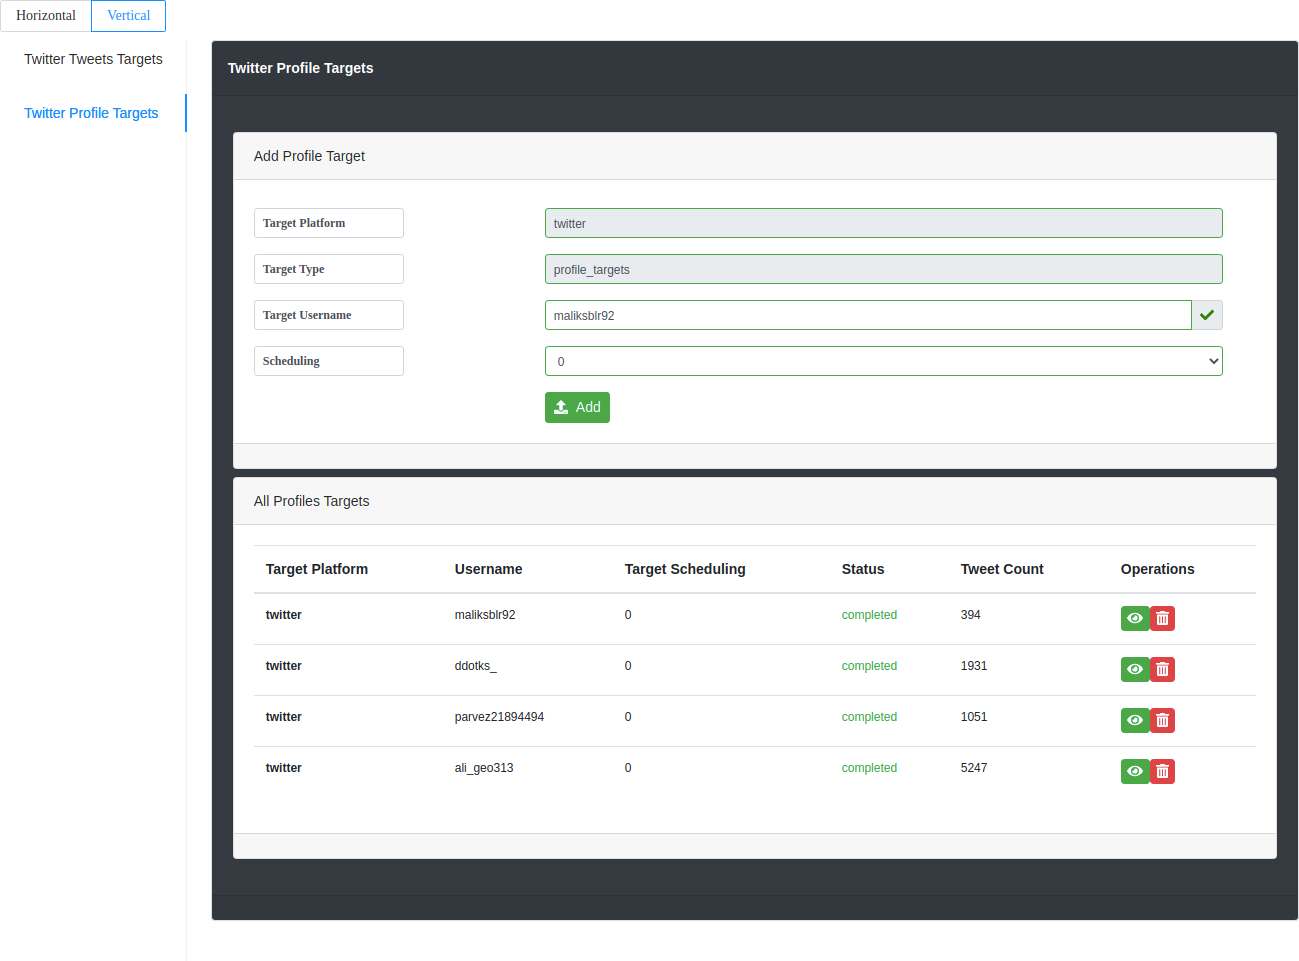 Horizontal Vertical
Twitter Tweets Targets
Twitter Profile Targets
Twitter Profile Targets
Add Profile Target
Target Platform twitter
Target Type profile_targets
Target Username maliksblr92
Scheduling 0
Add
All Profiles Targets
Target Platform Username Target Scheduling Status Tweet Count Operations
twitter maliksblr92 0 completed 394
twitter ddotks_ 0 completed 1931
twitter parvez21894494 0 completed 1051
twitter ali_geo313 0 completed 5247